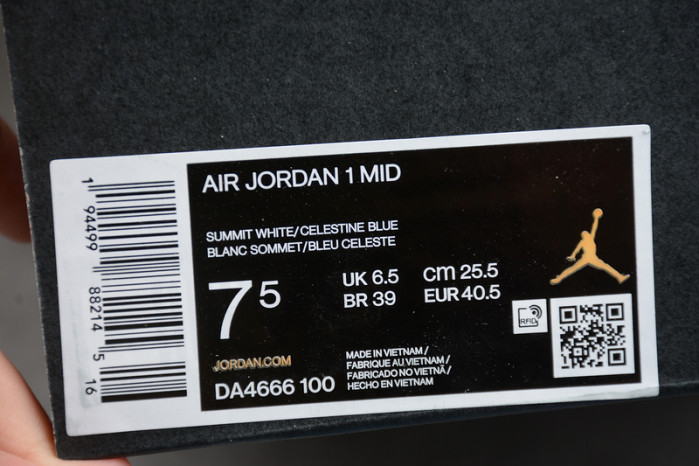 1 94499 88214 5 16
AIR JORDAN 1 MID
SUMMIT WHITE/CELESTINE BLUE
BLANC SOMMET/BLEU CELESTE
7 5
UK 6.5 CM 25.5
BR 39 EUR 40.5
RFID
JORDAN.COM
DA4666 100
MADE IN VIETNAM /
FABRIQUE AU VIETNAM /
FABRICADO NO VIETNÃ /
HECHO EN VIETNAM